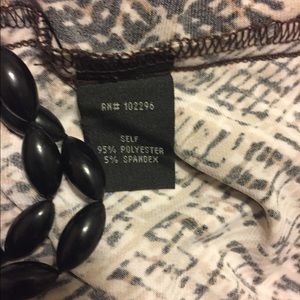 RN# 102296
SELF
95% POLYESTER
5% SPANDEX